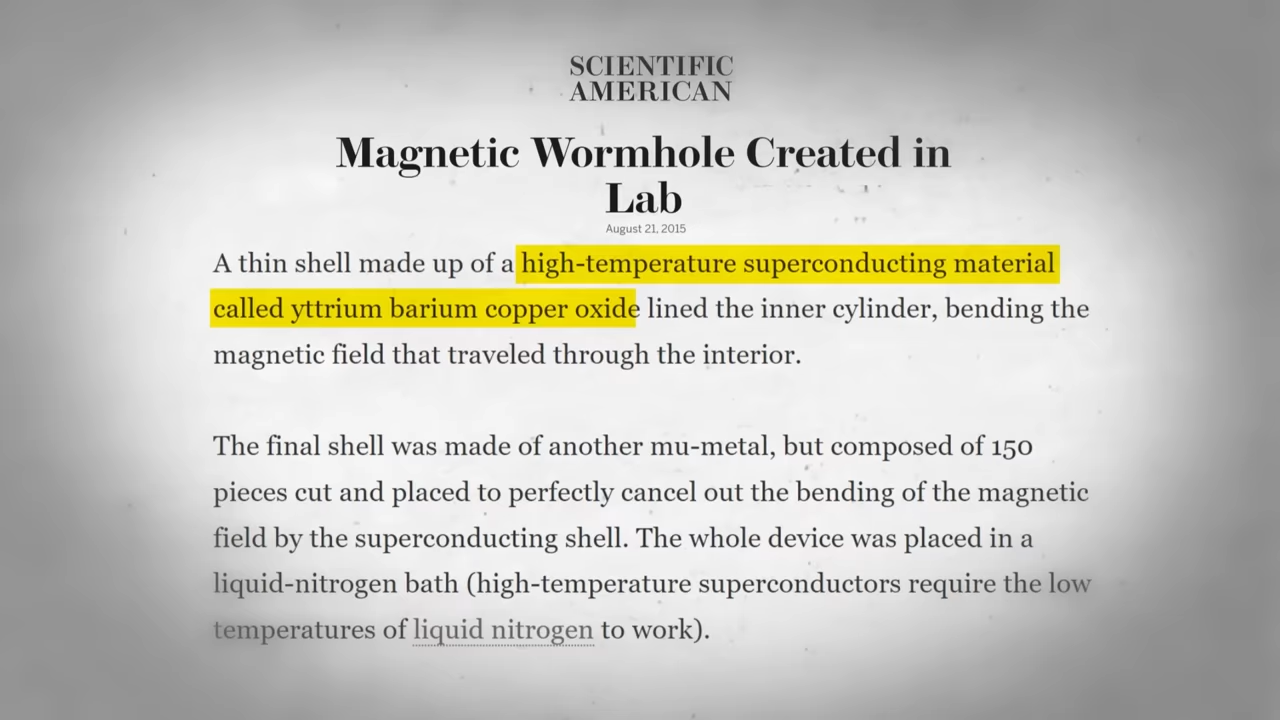 SCIENTIFIC
AMERICAN
Magnetic Wormhole Created in
Lab
August 21, 2015
A thin shell made up of a high-temperature superconducting material
called yttrium barium copper oxide lined the inner cylinder, bending the
magnetic field that traveled through the interior.
The final shell was made of another mu-metal, but composed of 150
pieces cut and placed to perfectly cancel out the bending of the magnetic
field by the superconducting shell. The whole device was placed in a
liquid-nitrogen bath (high-temperature superconductors require the low
temperatures of liquid nitrogen to work).